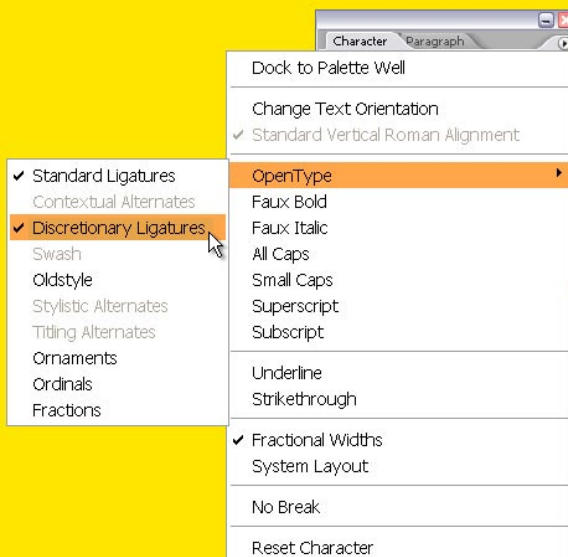 Character Paragraph
Dock to Palette Well
Change Text Orientation
Standard Vertical Roman Alignment
OpenType
Faux Bold
Faux Italic
All Caps
Small Caps
Superscript
Subscript
Underline
Strikethrough
Fractional Widths
System Layout
No Break
Reset Character
Standard Ligatures
Contextual Alternates
Discretionary Ligatures
Swash
Oldstyle
Stylistic Alternates
Titling Alternates
Ornaments
Ordinals
Fractions